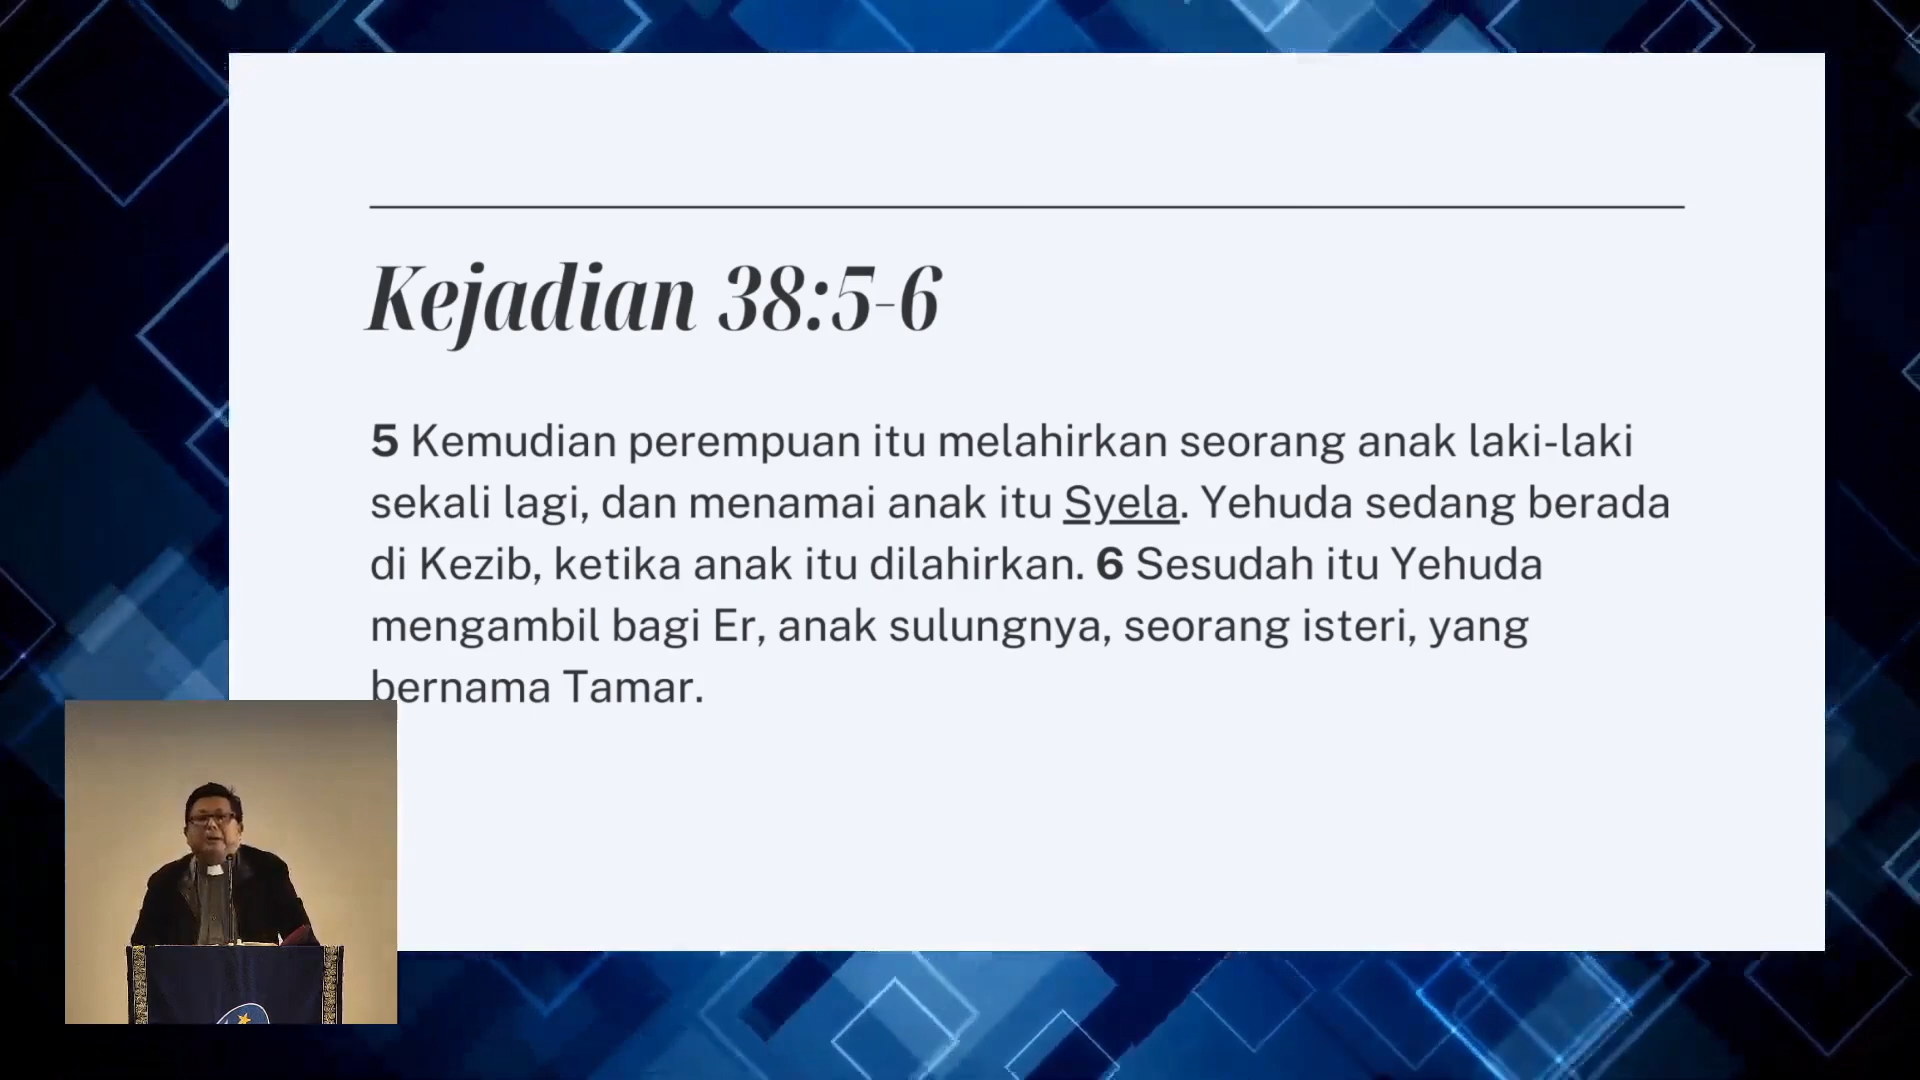 Kejadian 38:5-6
5 Kemudian perempuan itu melahirkan seorang anak laki-laki
sekali lagi, dan menamai anak itu Syela. Yehuda sedang berada
di Kezib, ketika anak itu dilahirkan. 6 Sesudah itu Yehuda
mengambil bagi Er, anak sulungnya, seorang isteri, yang
bernama Tamar.